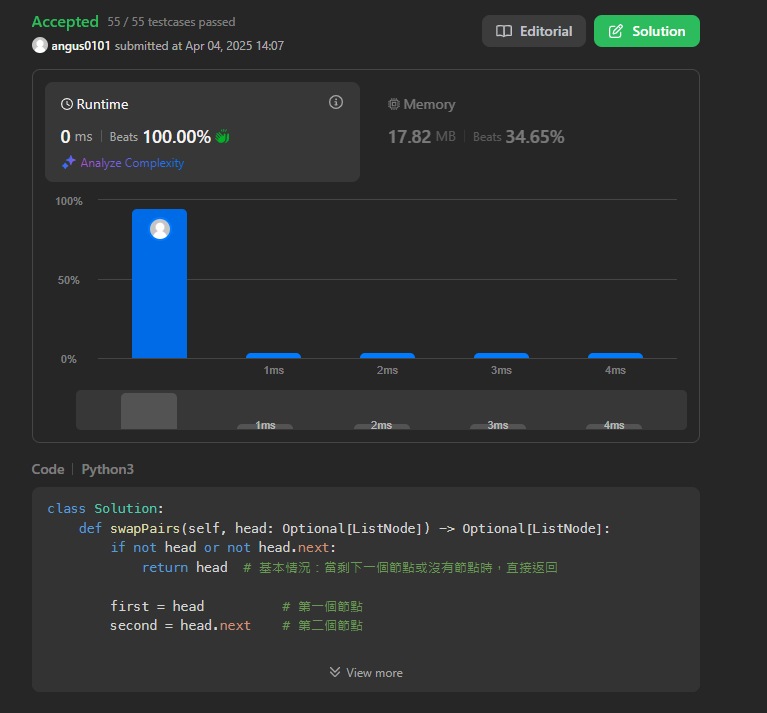 Accepted 55 / 55 testcases passed
angus0101 submitted at Apr 04, 2025 14:07
Editorial
Solution
Runtime
0 ms | Beats 100.00%
Analyze Complexity
Memory
17.82 MB | Beats 34.65%
100%
50%
0%
1ms 2ms 3ms 4ms
1ms 2ms 3ms 4ms
Code | Python3
class Solution:
    def swapPairs(self, head: Optional[ListNode]) -> Optional[ListNode]:
        if not head or not head.next:
            return head  # 基本情況：當剩下一個節點或沒有節點時，直接返回
        first = head          # 第一個節點
        second = head.next    # 第二個節點
View more